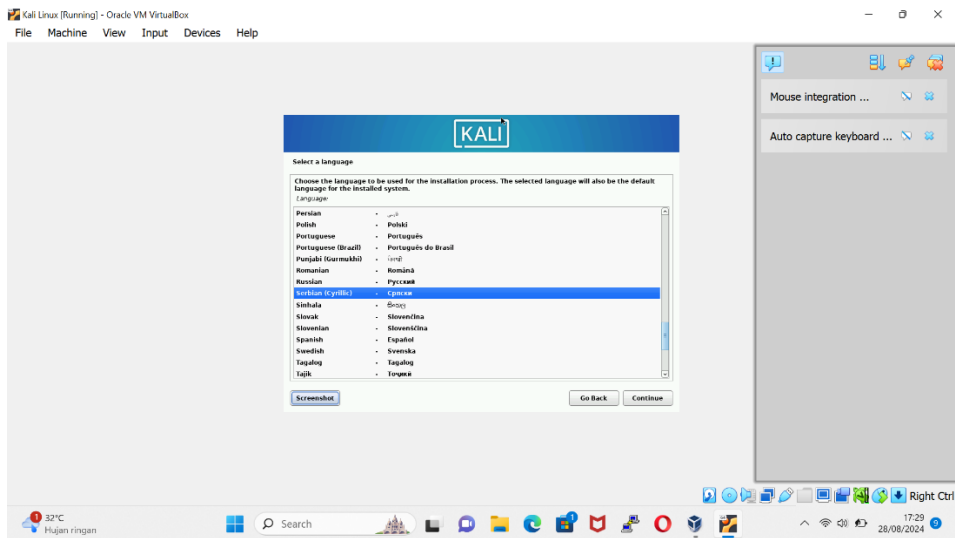 Kali Linux [Running] - Oracle VM VirtualBox
File Machine View Input Devices Help
Mouse integration ...
Auto capture keyboard ...
KALI
Select a language
Choose the language to be used for the installation process. The selected language will also be the default
language for the installed system.
Language:
Persian - فارسی
Polish - Polski
Portuguese - Português
Portuguese (Brazil) - Português do Brasil
Punjabi (Gurmukhi) - ਪੰਜਾਬੀ
Romanian - Română
Russian - Русский
Serbian (Cyrillic) - Српски
Sinhala - සිංහල
Slovak - Slovenčina
Slovenian - Slovenščina
Spanish - Español
Swedish - Svenska
Tagalog - Tagalog
Tajik - Тоҷикӣ
Screenshot Go Back Continue
Right Ctrl
1 32°C
Hujan ringan
Search
1
17:29
28/08/2024 9